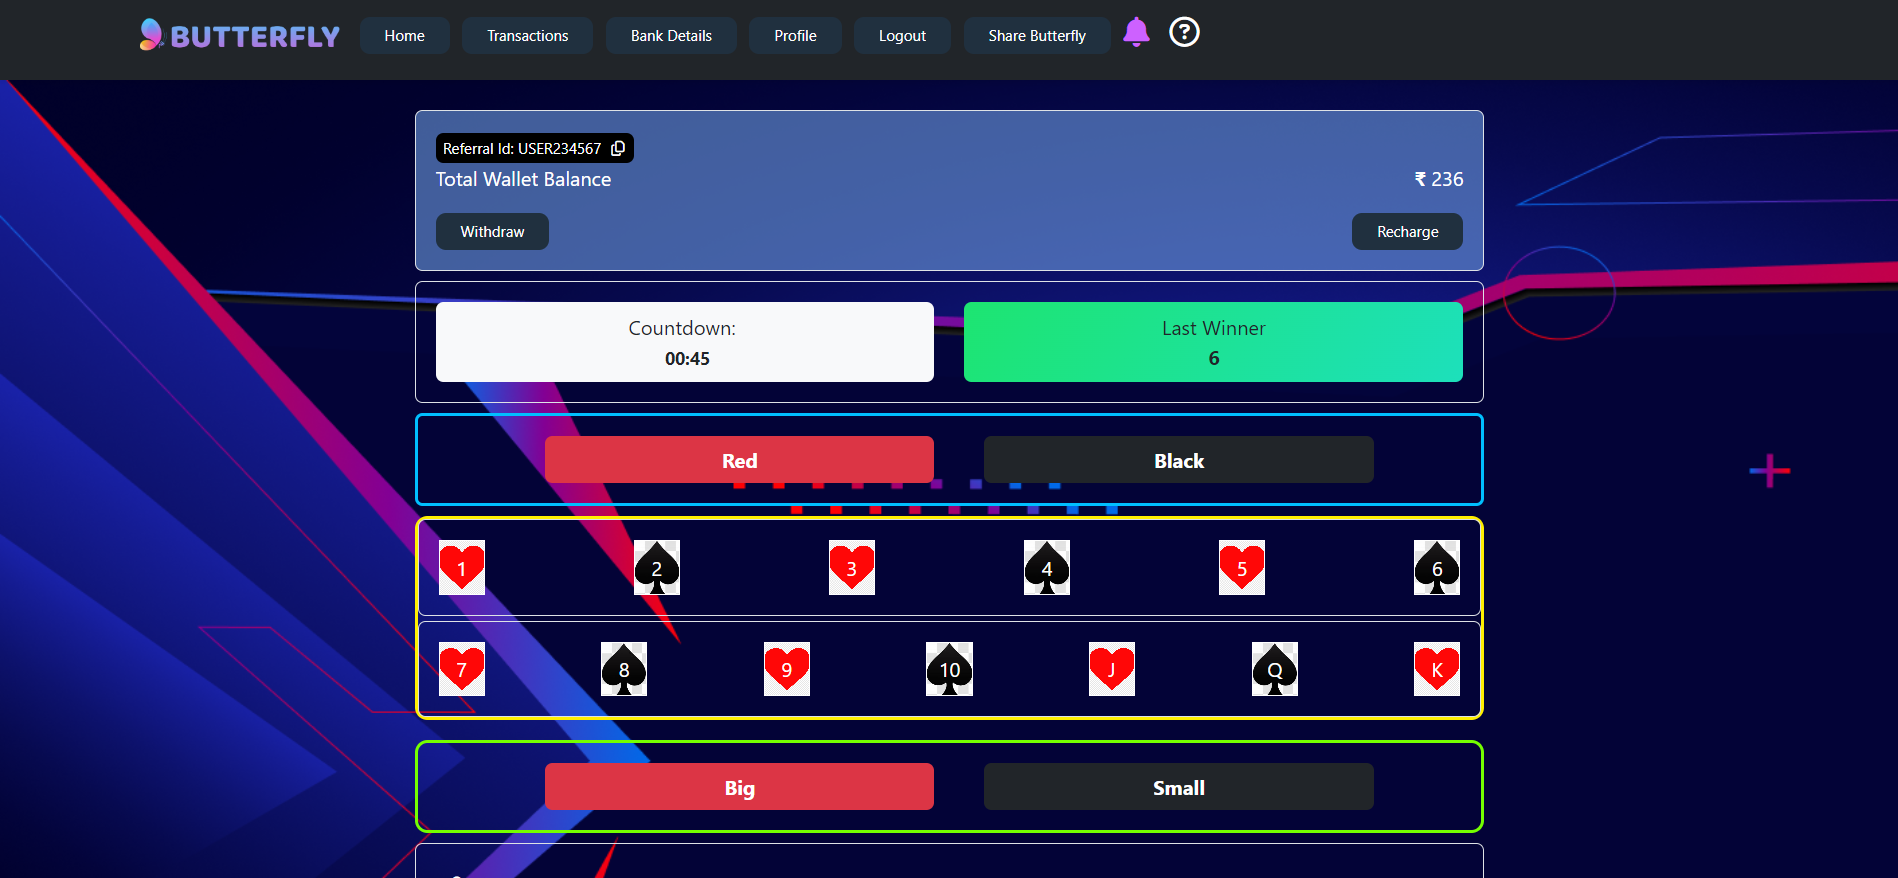 BUTTERFLY
Home
Transactions
Bank Details
Profile
Logout
Share Butterfly
?
Referral Id: USER234567
Total Wallet Balance
₹ 236
Withdraw
Recharge
Countdown:
00:45
Last Winner
6
Red
Black
1
2
3
4
5
6
7
8
9
10
J
Q
K
Big
Small